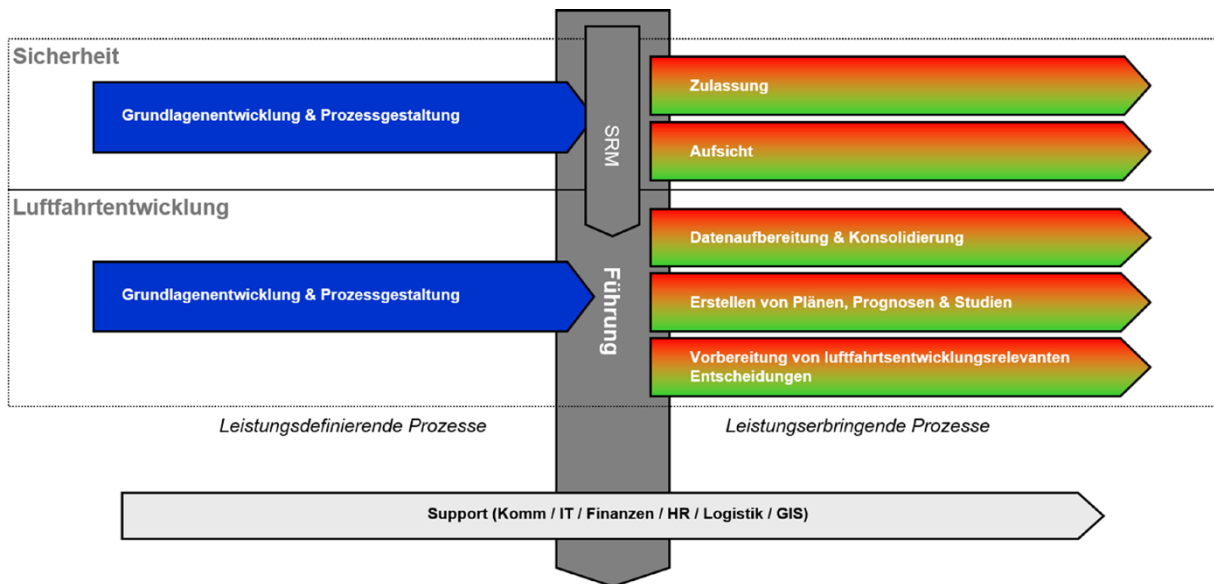 Sicherheit
Grundlagenentwicklung & Prozessgestaltung
SRM
Zulassung
Aufsicht
Luftfahrtentwicklung
Grundlagenentwicklung & Prozessgestaltung
Führung
Datenaufbereitung & Konsolidierung
Erstellen von Plänen, Prognosen & Studien
Vorbereitung von luftfahrtsentwicklungsrelevanten
Entscheidungen
Leistungsdefinierende Prozesse
Leistungserbringende Prozesse
Support (Komm / IT / Finanzen / HR / Logistik / GIS)